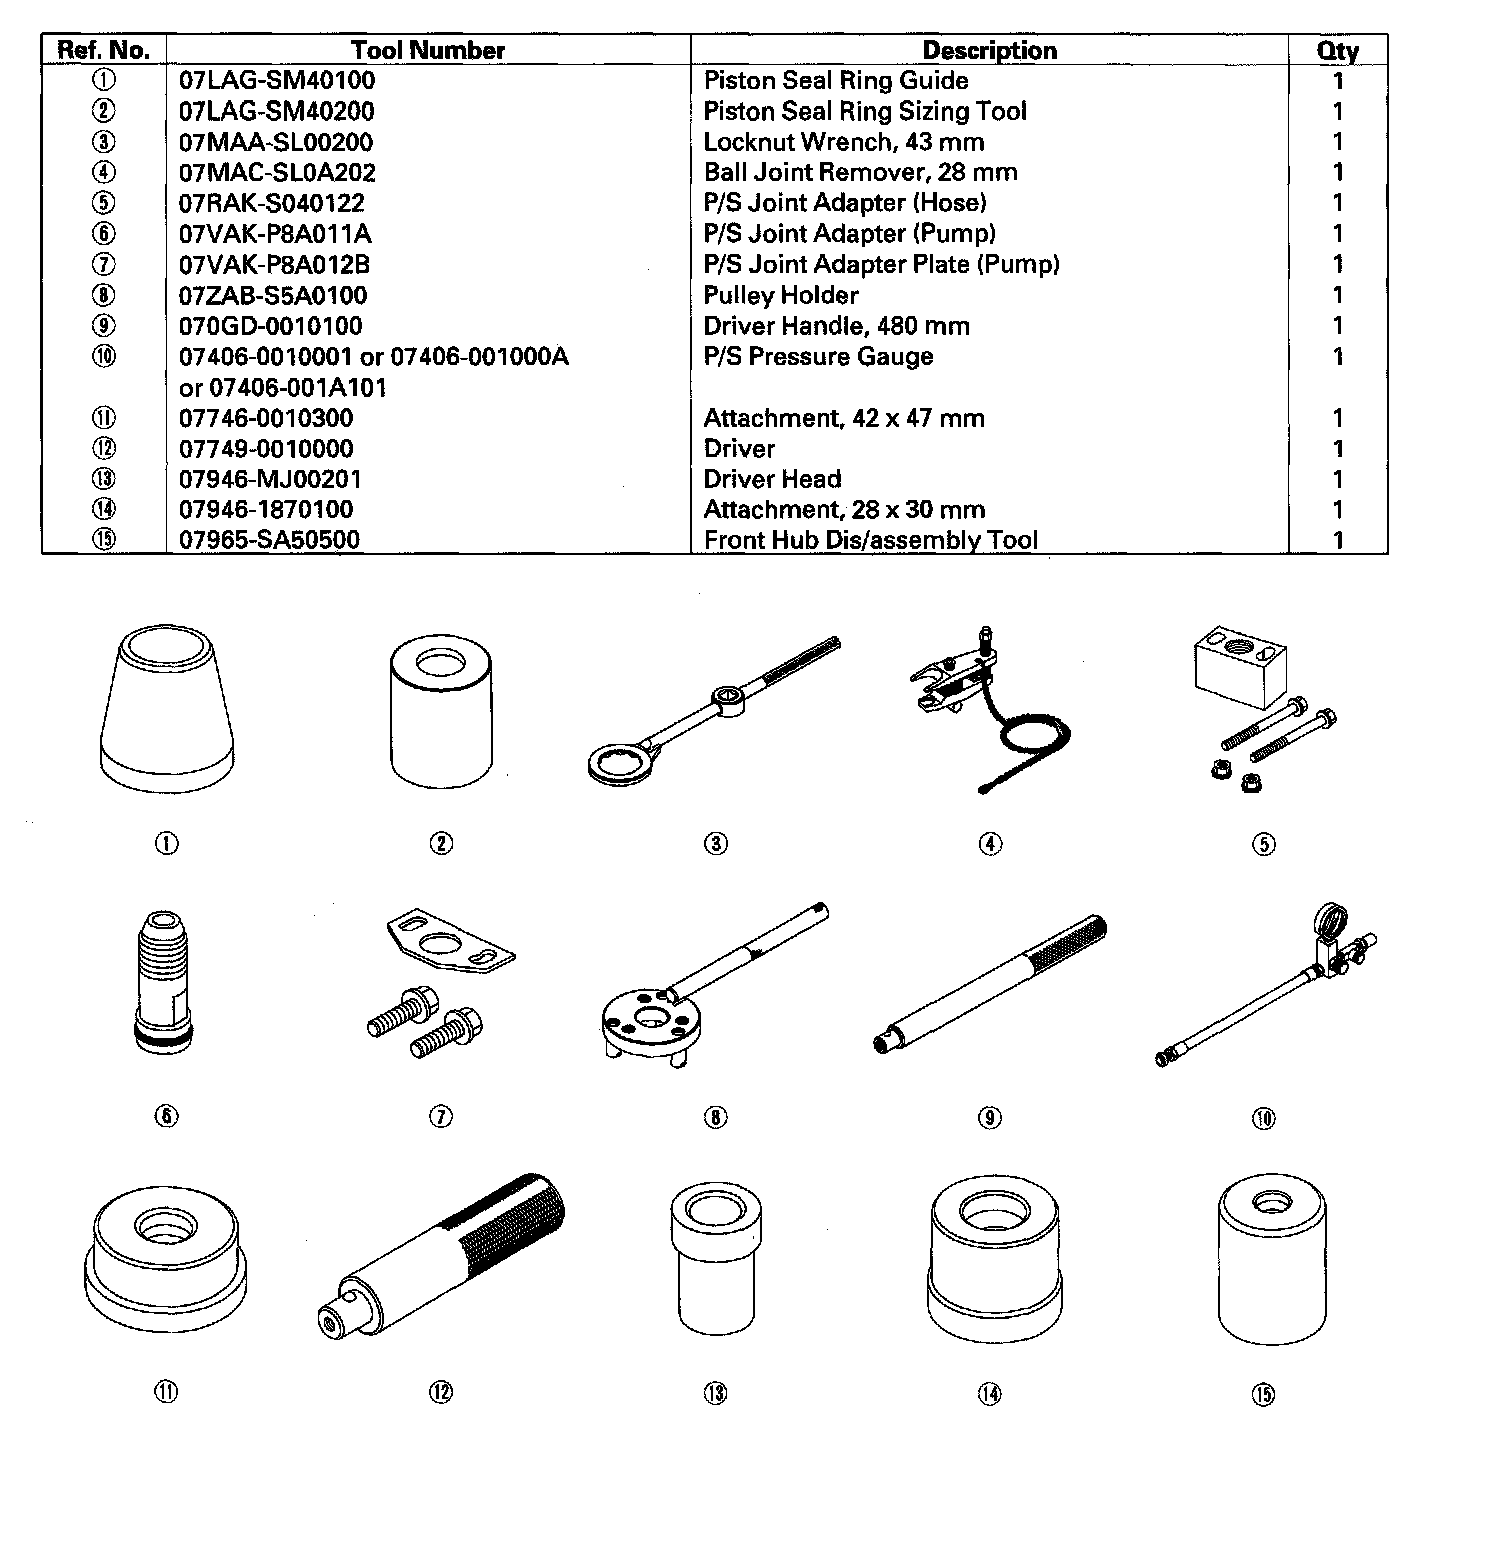 Ref. No. Tool Number Description Qty
① 07LAG-SM40100 Piston Seal Ring Guide 1
② 07LAG-SM40200 Piston Seal Ring Sizing Tool 1
③ 07MAA-SL00200 Locknut Wrench, 43 mm 1
④ 07MAC-SL0A202 Ball Joint Remover, 28 mm 1
⑤ 07RAK-S040122 P/S Joint Adapter (Hose) 1
⑥ 07VAK-P8A011A P/S Joint Adapter (Pump) 1
⑦ 07VAK-P8A012B P/S Joint Adapter Plate (Pump) 1
⑧ 07ZAB-S5A0100 Pulley Holder 1
⑨ 070GD-0010100 Driver Handle, 480 mm 1
⑩ 07406-0010001 or 07406-001000A P/S Pressure Gauge 1
or 07406-001A101
⑪ 07746-0010300 Attachment, 42 x 47 mm 1
⑫ 07749-0010000 Driver 1
⑬ 07946-MJ00201 Driver Head 1
⑭ 07946-1870100 Attachment, 28 x 30 mm 1
⑮ 07965-SA50500 Front Hub Dis/assembly Tool 1
① ② ③ ④ ⑤
⑥ ⑦ ⑧ ⑨ ⑩
⑪ ⑫ ⑬ ⑭ ⑮